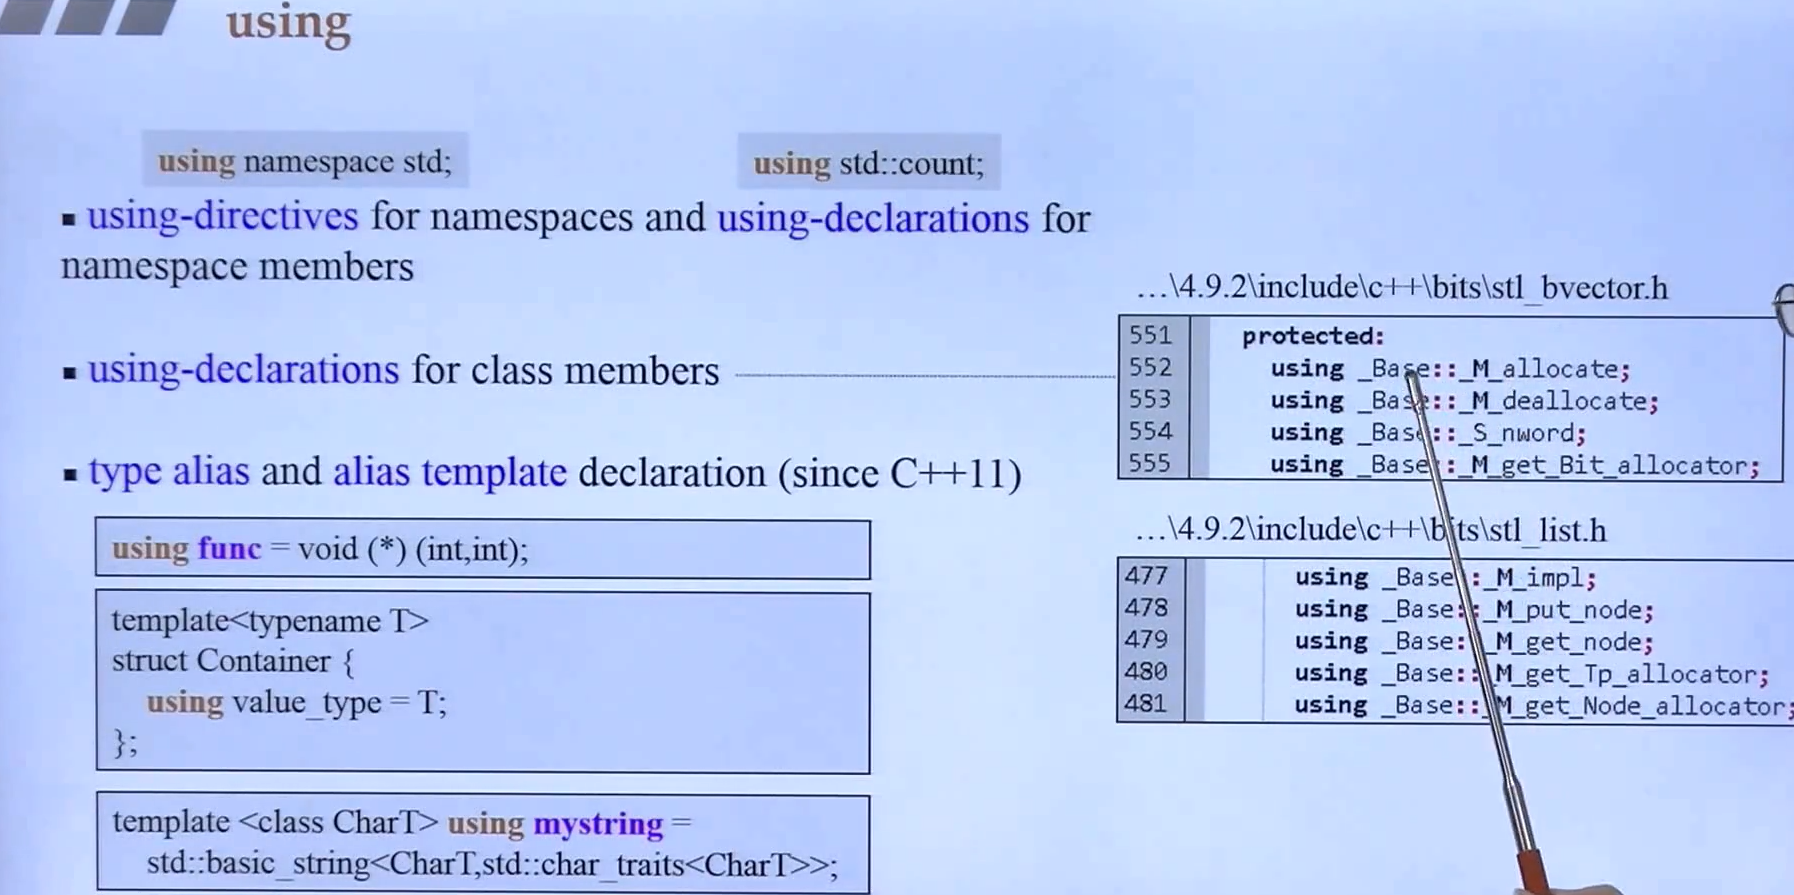 using
using namespace std;
using std::count;
▪ using-directives for namespaces and using-declarations for
namespace members
▪ using-declarations for class members
▪ type alias and alias template declaration (since C++11)
using func = void (*) (int,int);
template<typename T>
struct Container {
using value_type = T;
};
template <class CharT> using mystring =
std::basic_string<CharT,std::char_traits<CharT>>;
...\4.9.2\include\c++\bits\stl_bvector.h
551 protected:
552 using _Base::_M_allocate;
553 using _Base::_M_deallocate;
554 using _Base::_S_nword;
555 using _Base::_M_get_Bit_allocator;
...\4.9.2\include\c++\bits\stl_list.h
477 using _Base::_M_impl;
478 using _Base::_M_put_node;
479 using _Base::_M_get_node;
480 using _Base::_M_get_Tp_allocator;
481 using _Base::_M_get_Node_allocator;